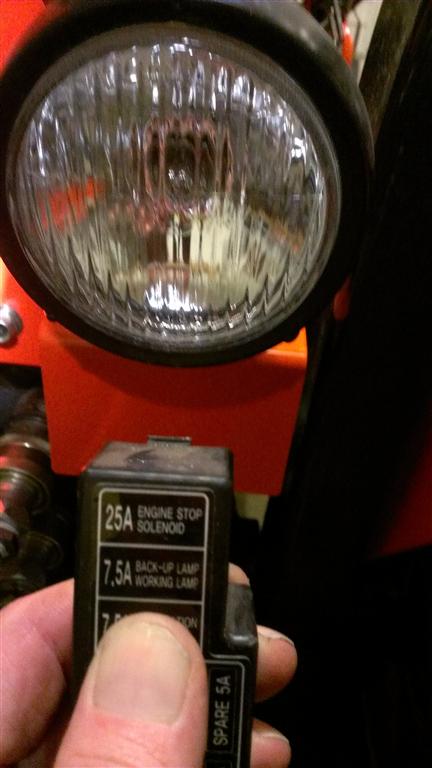 25A ENGINE STOP
SOLENOID
7.5A BACK-UP LAMP
WORKING LAMP
SPARE 5A